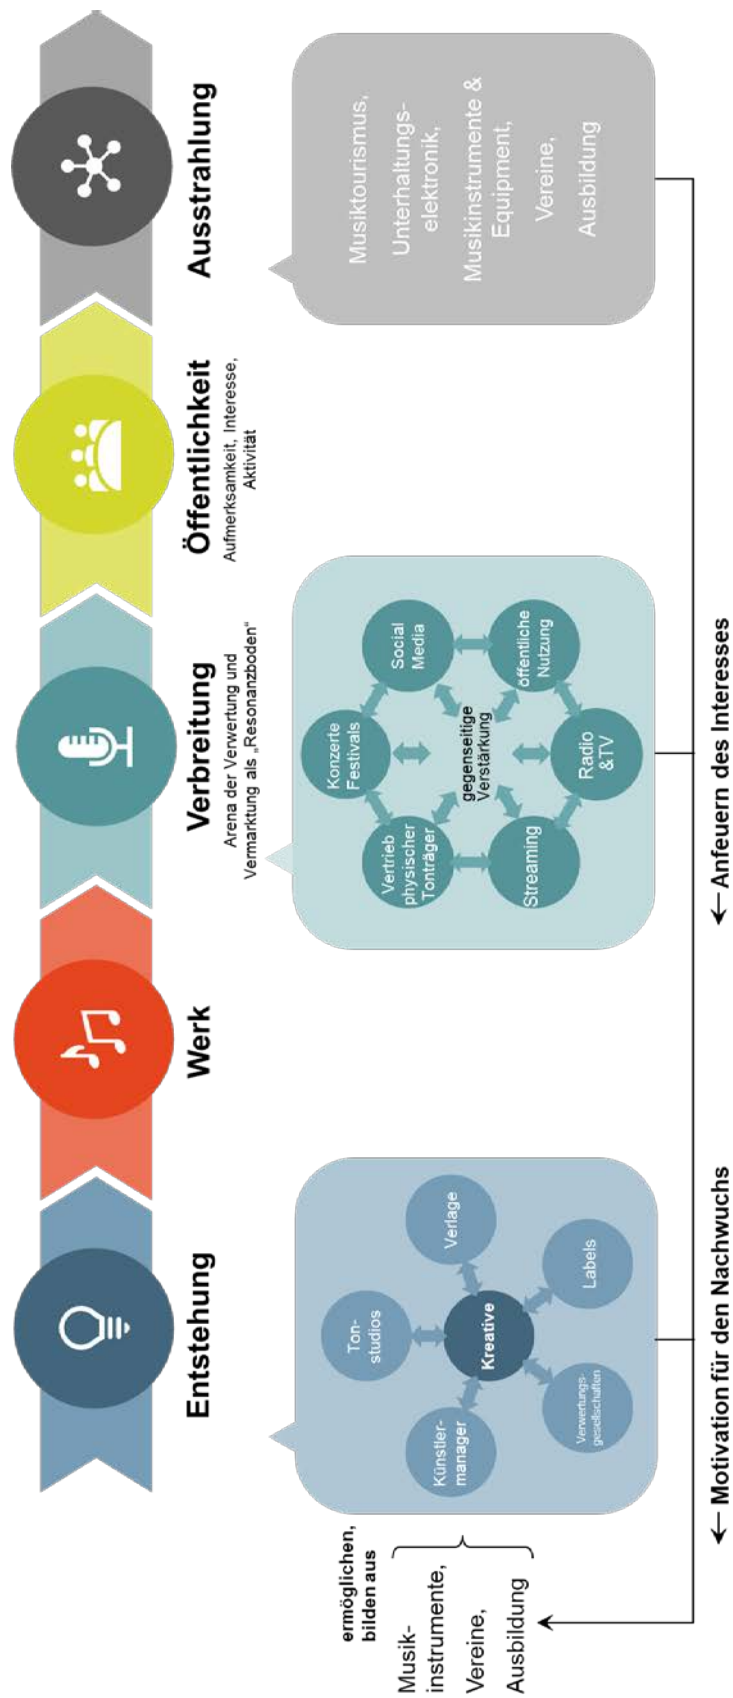 Entstehung
Werk
Verbreitung
Arena der Verwertung und
Vermarktung als „Resonanzboden“
Öffentlichkeit
Aufmerksamkeit, Interesse,
Aktivität
Ausstrahlung
ermöglichen,
bilden aus
Musik-
instrumente,
Vereine,
Ausbildung
Künstler-
manager
Ton-
studios
Verlage
Kreative
Verwertungs-
gesellschaften
Labels
Vertrieb
physischer
Tonträger
Konzerte
Festivals
Social
Media
gegenseitige
Verstärkung
Streaming
Radio
&TV
öffentliche
Nutzung
Musiktourismus,
Unterhaltungs-
elektronik,
Musikinstrumente &
Equipment,
Vereine,
Ausbildung
← Motivation für den Nachwuchs
← Anfeuern des Interesses